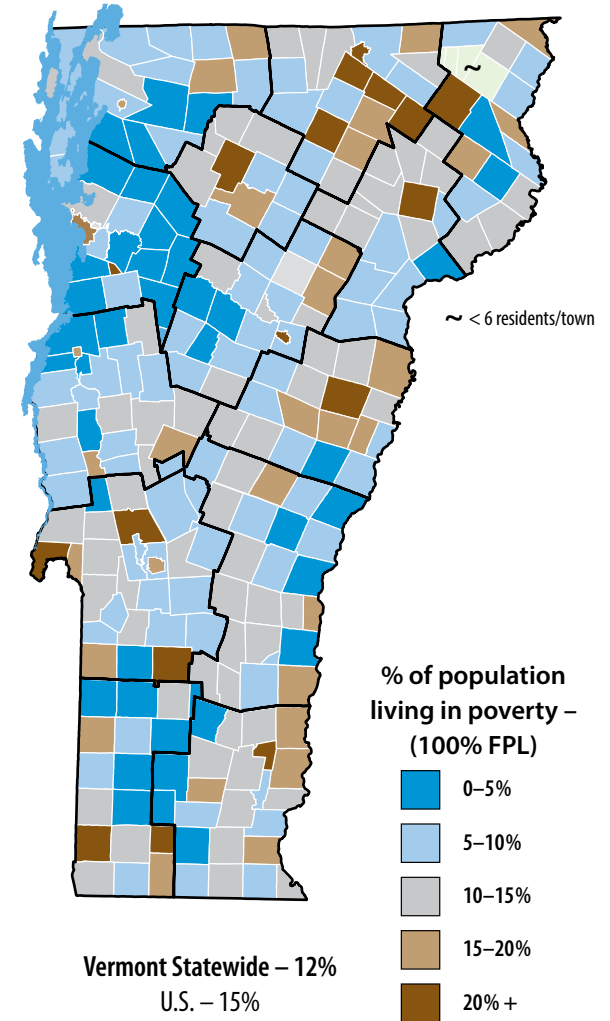 ~
~ < 6 residents/town
% of population
living in poverty –
(100% FPL)
0–5%
5–10%
10–15%
15–20%
20% +
Vermont Statewide – 12%
U.S. – 15%